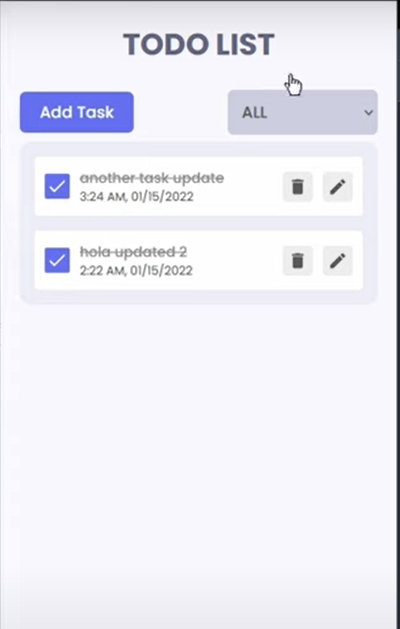 TODO LIST
Add Task
ALL
another task update
3:24 AM, 01/15/2022
hola updated 2
2:22 AM, 01/15/2022